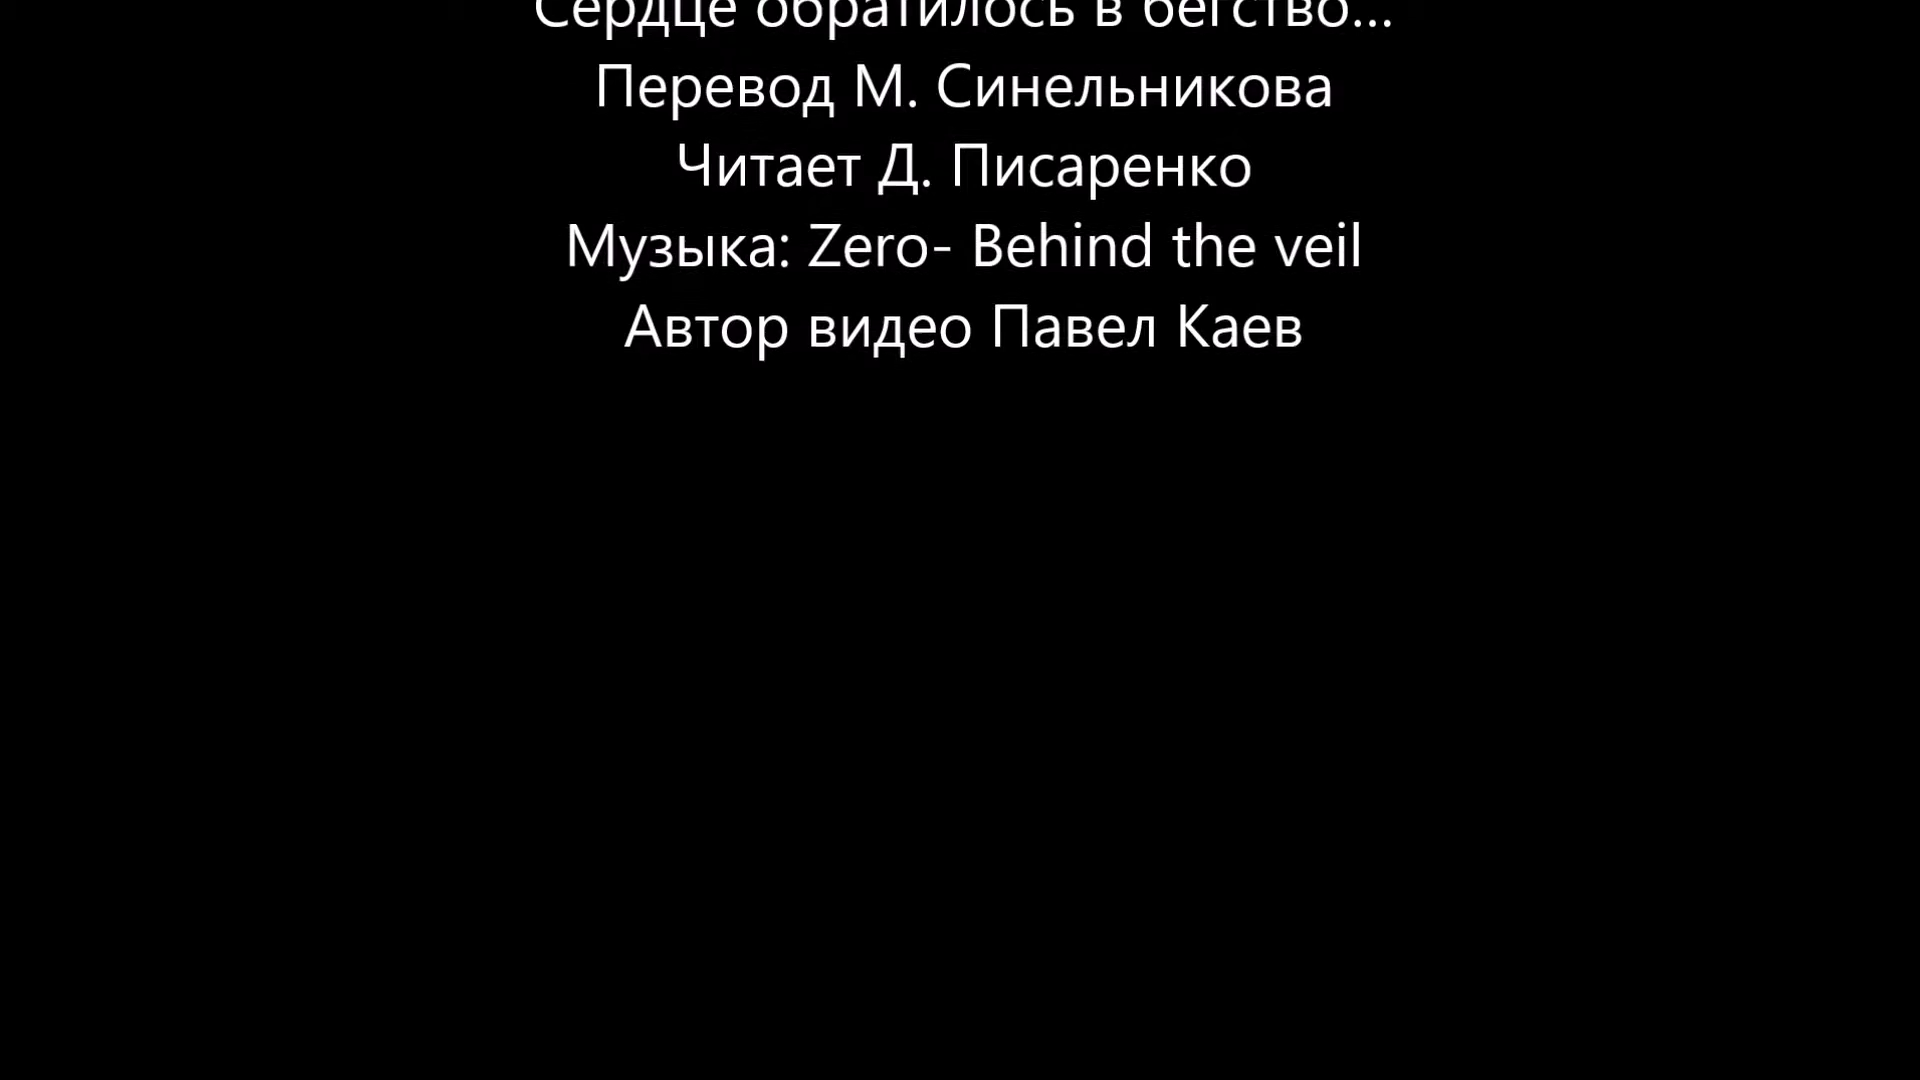 Сердце обратилось в бегство...
Перевод М. Синельникова
Читает Д. Писаренко
Музыка: Zero- Behind the veil
Автор видео Павел Каев